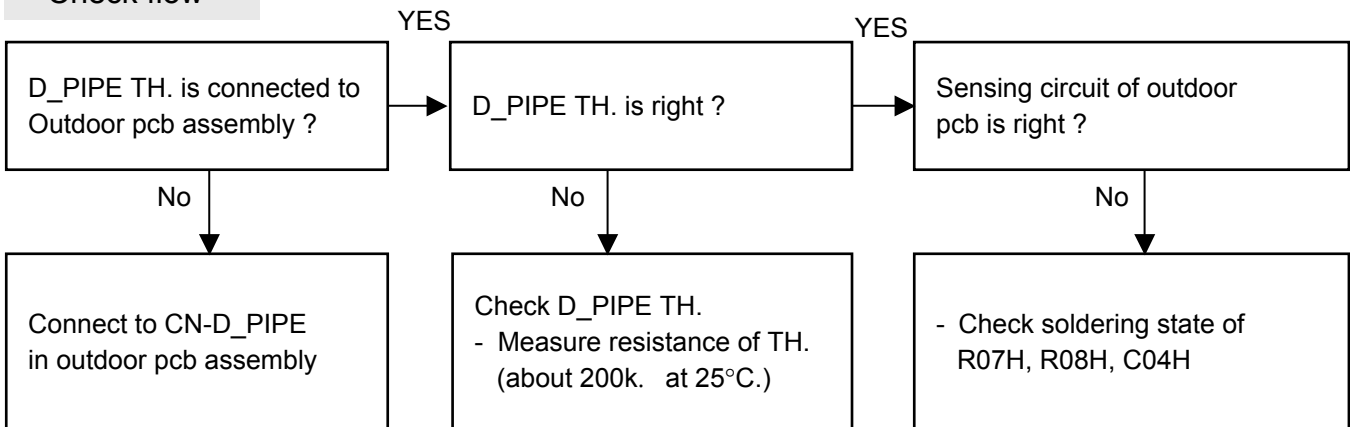 Check flow
YES
YES
D_PIPE TH. is connected to
Outdoor pcb assembly ?
D_PIPE TH. is right ?
Sensing circuit of outdoor
pcb is right ?
No
No
No
Connect to CN-D_PIPE
in outdoor pcb assembly
Check D_PIPE TH.
- Measure resistance of TH.
(about 200k. at 25°C.)
- Check soldering state of
R07H, R08H, C04H